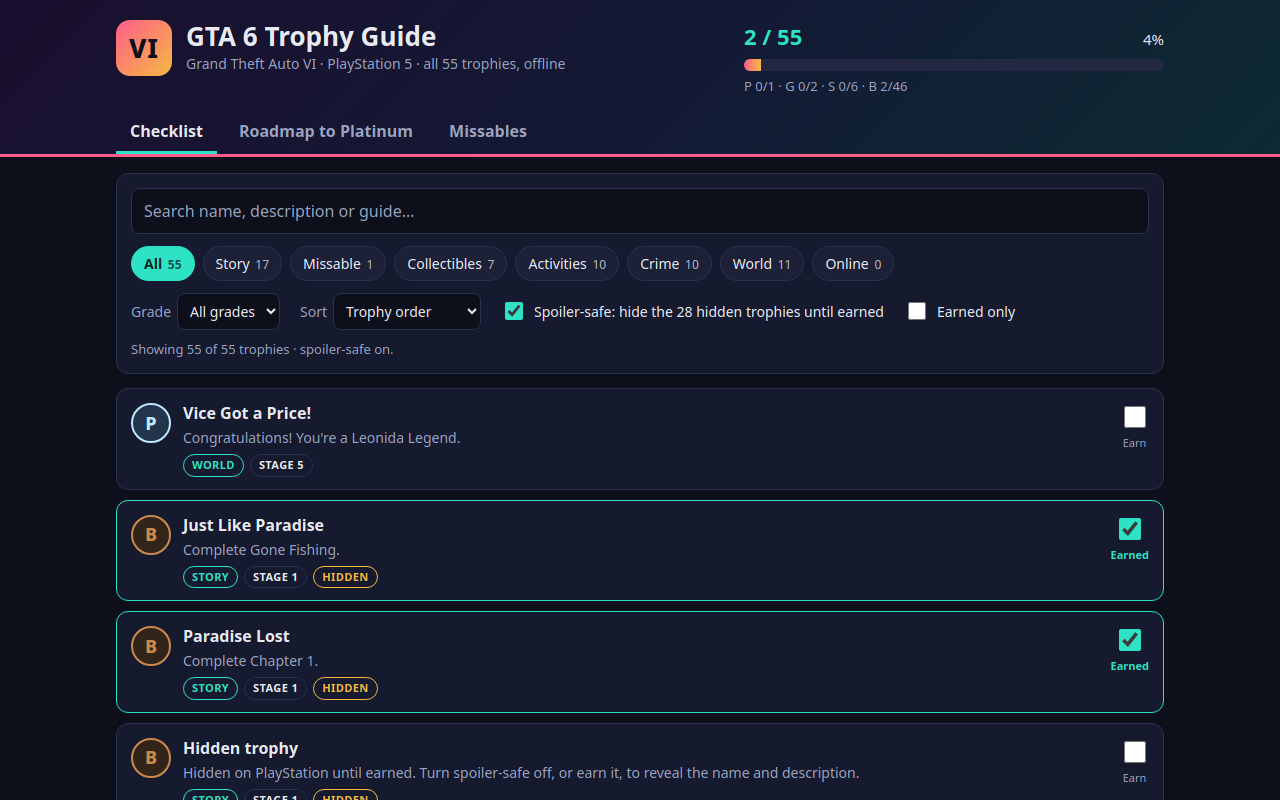 VI
GTA 6 Trophy Guide
Grand Theft Auto VI · PlayStation 5 · all 55 trophies, offline
2 / 55
4%
P 0/1 · G 0/2 · S 0/6 · B 2/46
Checklist
Roadmap to Platinum
Missables
Search name, description or guide...
All 55
Story 17
Missable 1
Collectibles 7
Activities 10
Crime 10
World 11
Online 0
Grade
All grades
Sort
Trophy order
Spoiler-safe: hide the 28 hidden trophies until earned
Earned only
Showing 55 of 55 trophies · spoiler-safe on.
P
Vice Got a Price!
Congratulations! You're a Leonida Legend.
WORLD
STAGE 5
Earn
B
Just Like Paradise
Complete Gone Fishing.
STORY
STAGE 1
HIDDEN
Earned
B
Paradise Lost
Complete Chapter 1.
STORY
STAGE 1
HIDDEN
Earned
B
Hidden trophy
Hidden on PlayStation until earned. Turn spoiler-safe off, or earn it, to reveal the name and description.
STORY
STAGE 1
HIDDEN
Earn